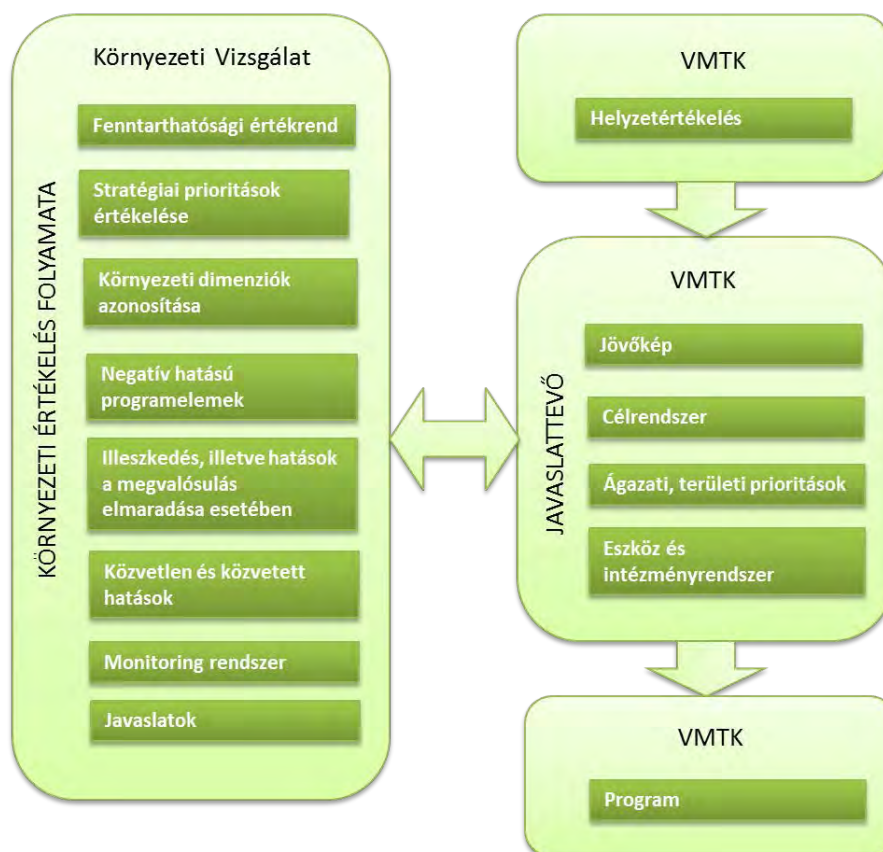 Környezeti Vizsgálat
KÖRNYEZETI ÉRTÉKELÉS FOLYAMATA
Fenntarthatósági értékrend
Stratégiai prioritások
értékelése
Környezeti dimenziók
azonosítása
Negatív hatású
programelemek
Illeszkedés, illetve hatások
a megvalósulás
elmaradása esetében
Közvetlen és közvetett
hatások
Monitoring rendszer
Javaslatok
VMTK
Helyzetértékelés
VMTK
JAVASLATTEVŐ
Jövőkép
Célrendszer
Ágazati, területi prioritások
Eszköz és
intézményrendszer
VMTK
Program